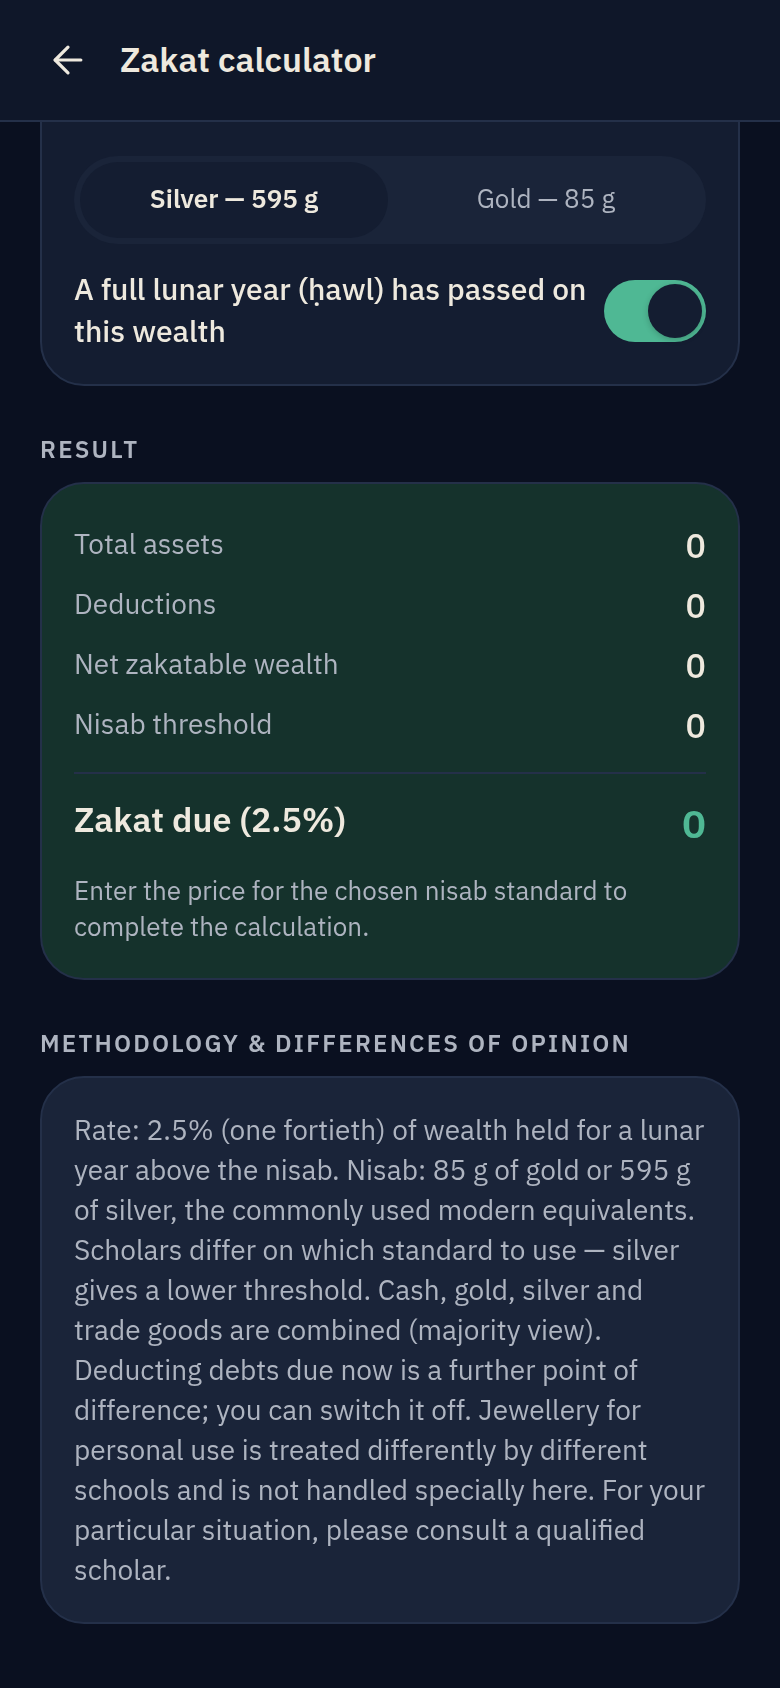 Zakat calculator
Silver — 595 g
Gold — 85 g
A full lunar year (ḥawl) has passed on
this wealth
RESULT
Total assets 0
Deductions 0
Net zakatable wealth 0
Nisab threshold 0
Zakat due (2.5%) 0
Enter the price for the chosen nisab standard to
complete the calculation.
METHODOLOGY & DIFFERENCES OF OPINION
Rate: 2.5% (one fortieth) of wealth held for a lunar
year above the nisab. Nisab: 85 g of gold or 595 g
of silver, the commonly used modern equivalents.
Scholars differ on which standard to use — silver
gives a lower threshold. Cash, gold, silver and
trade goods are combined (majority view).
Deducting debts due now is a further point of
difference; you can switch it off. Jewellery for
personal use is treated differently by different
schools and is not handled specially here. For your
particular situation, please consult a qualified
scholar.